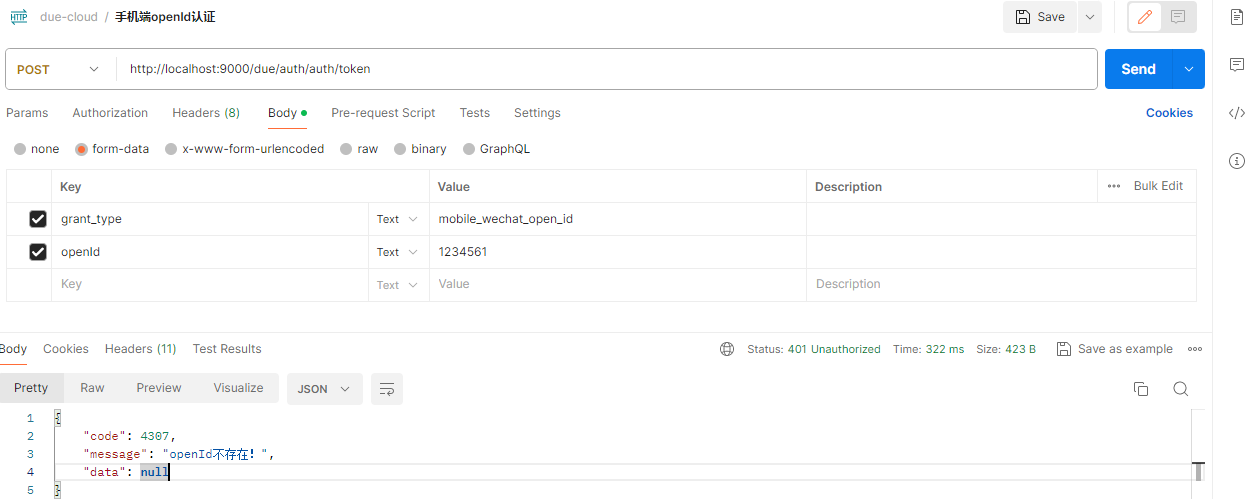 HTTP due-cloud / 手机端openId认证 Save
POST http://localhost:9000/due/auth/auth/token Send
Params Authorization Headers (8) Body Pre-request Script Tests Settings Cookies
none form-data x-www-form-urlencoded raw binary GraphQL
Key Value Description Bulk Edit
grant_type Text mobile_wechat_open_id
openId Text 1234561
Key Text Value Description
Body Cookies Headers (11) Test Results Status: 401 Unauthorized Time: 322 ms Size: 423 B Save as example
Pretty Raw Preview Visualize JSON
1 {
2 "code": 4307,
3 "message": "openId不存在！",
4 "data": null
5 }